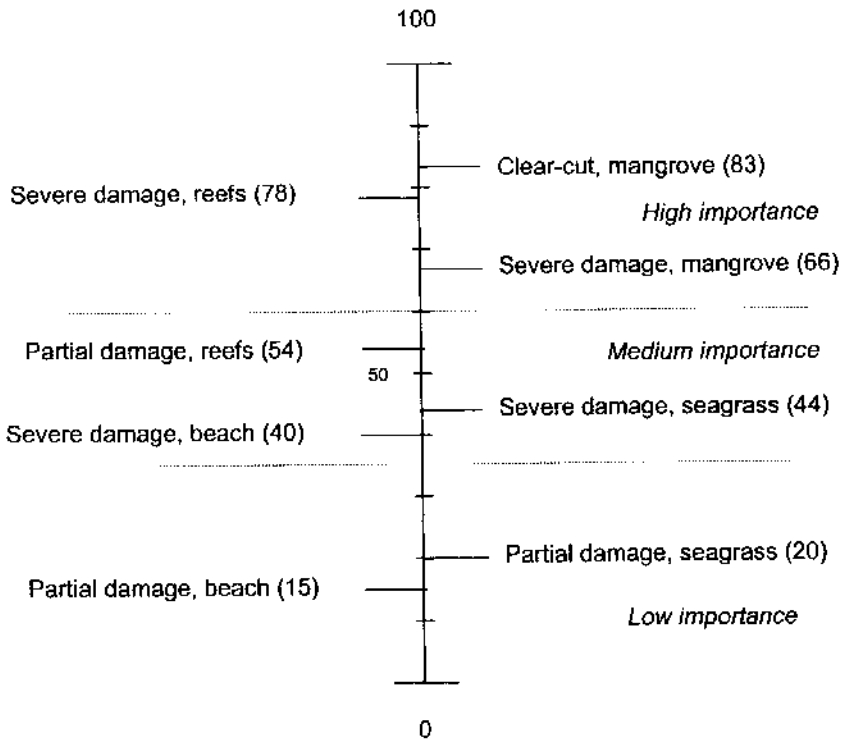 100
Clear-cut, mangrove (83)
Severe damage, reefs (78)
High importance
Severe damage, mangrove (66)
Partial damage, reefs (54)
Medium importance
50
Severe damage, seagrass (44)
Severe damage, beach (40)
Partial damage, seagrass (20)
Partial damage, beach (15)
Low importance
0